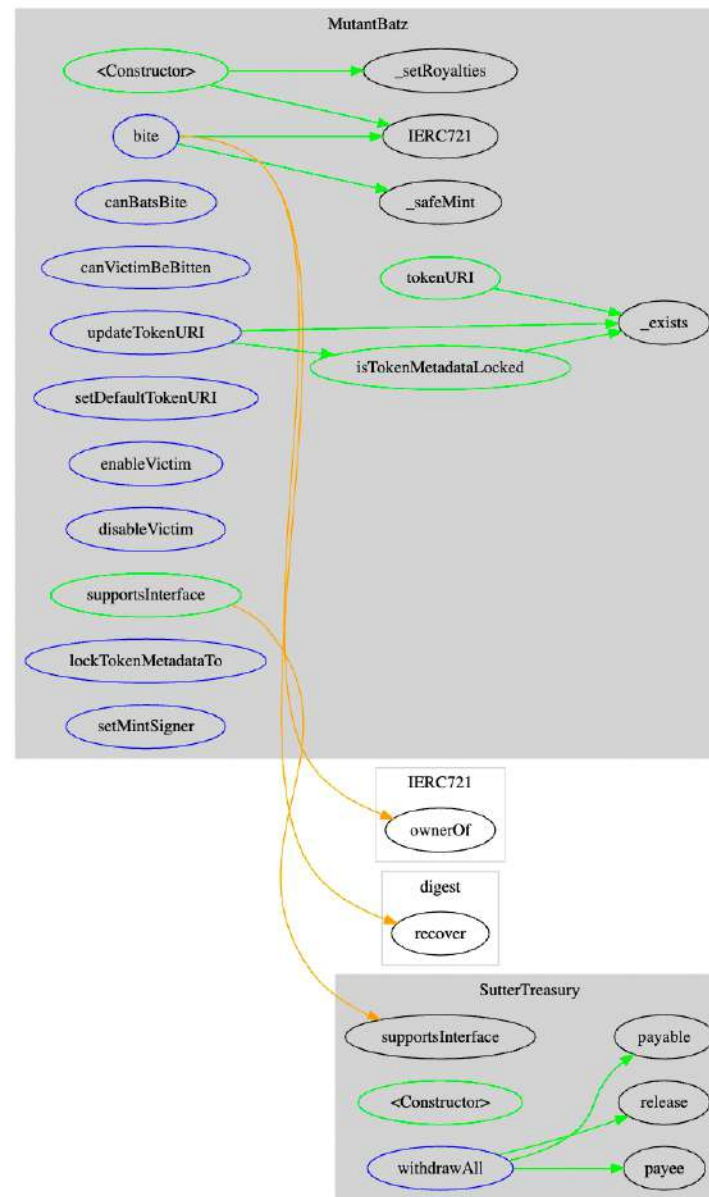 MutantBatz
<Constructor>
_setRoyalties
bite
IERC721
canBatsBite
_safeMint
canVictimBeBitten
tokenURI
updateTokenURI
_exists
isTokenMetadataLocked
setDefaultTokenURI
enableVictim
disableVictim
supportsInterface
lockTokenMetadataTo
setMintSigner
IERC721
ownerOf
digest
recover
SutterTreasury
supportsInterface
payable
<Constructor>
release
withdrawAll
payee